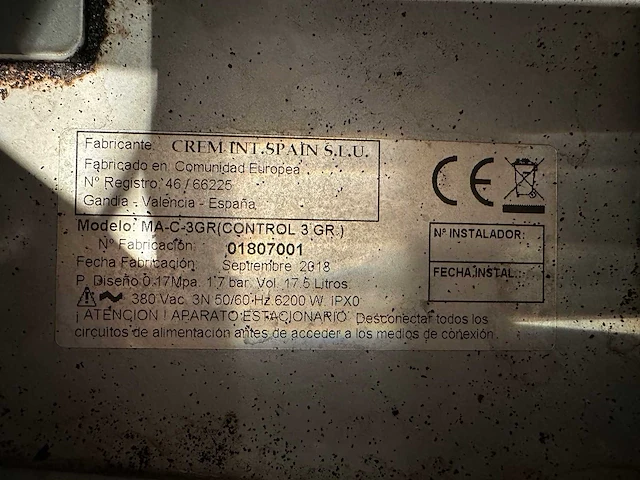 Fabricante: CREM INT.SPAIN S.L.U.
Fabricado en: Comunidad Europea
Nº Registro: 46 / 66225
Gandia - Valencia - España
Modelo: MA-C-3GR(CONTROL 3 GR.)
Nº Fabricación: 01807001
Fecha Fabricación: Septiembre 2018
P. Diseño 0.17Mpa. 1.7 bar. Vol. 17.5 Litros
380 Vac. 3N 50/60 Hz 6200 W. IPX0
¡ ATENCION ! APARATO ESTACIONARIO. Desconectar todos los
circuitos de alimentación antes de acceder a los medios de conexión.
CE
Nº INSTALADOR:
FECHA INSTAL.: